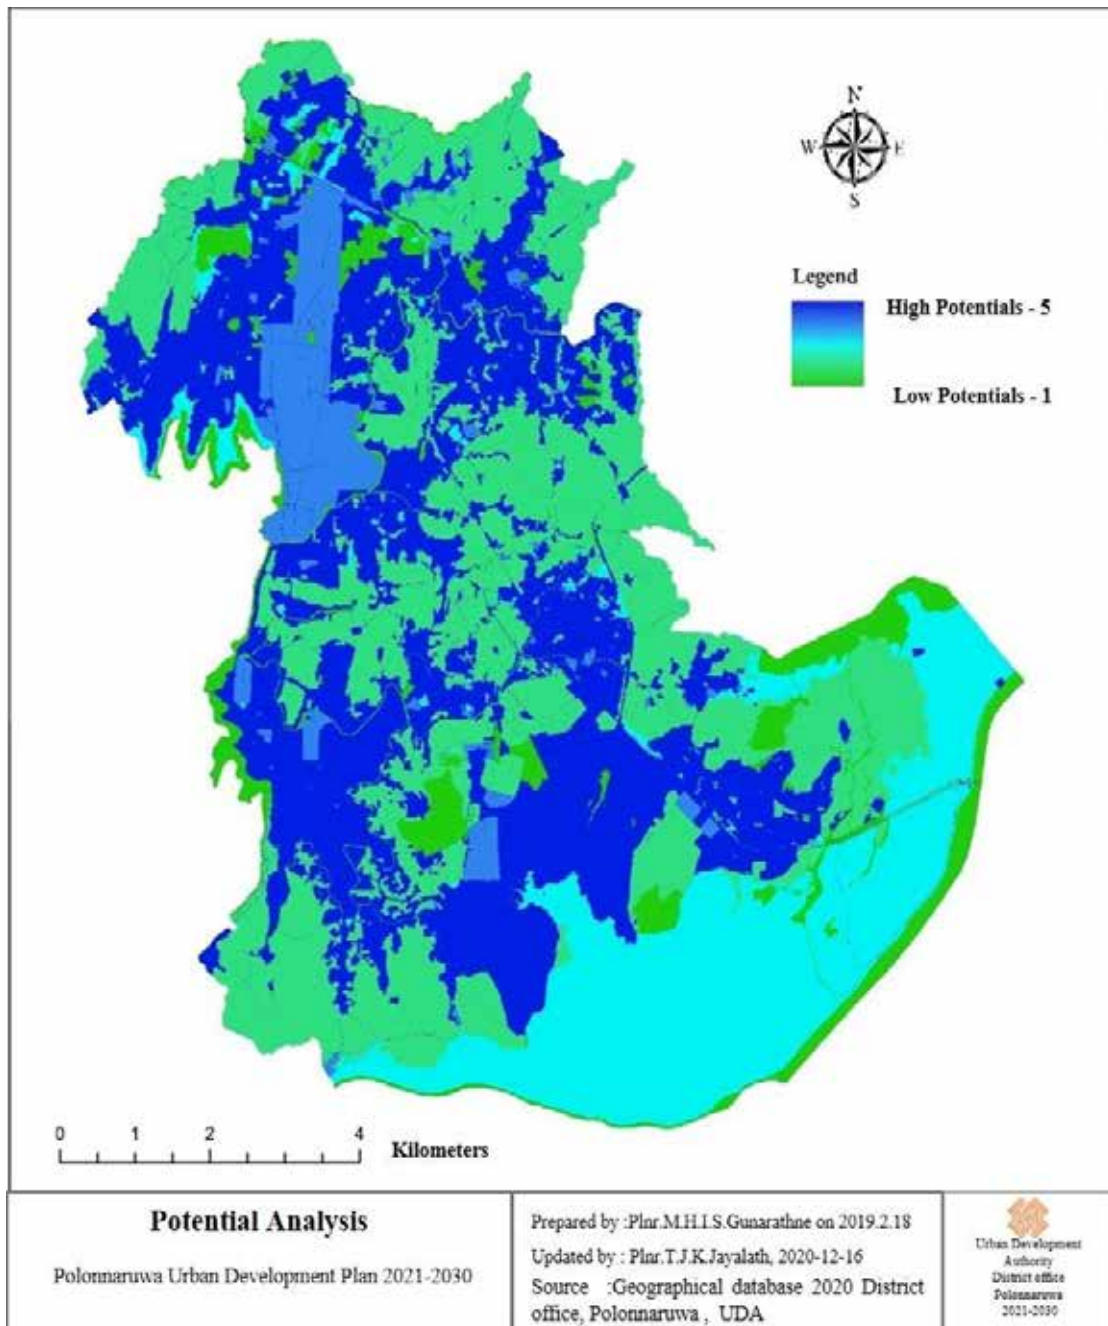 N
W E
S
Legend
High Potentials - 5
Low Potentials - 1
0 1 2 4
Kilometers
Potential Analysis
Polonnaruwa Urban Development Plan 2021-2030
Prepared by :Plnr.M.H.I.S.Gunarathne on 2019.2.18
Updated by : Plnr.T.J.K.Jayalath, 2020-12-16
Source :Geographical database 2020 District
office, Polonnaruwa , UDA
Urban Development
Authority
District office
Polonnaruwa
2021-2030